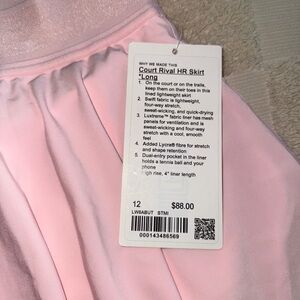 WHY WE MADE THIS
Court Rival HR Skirt
*Long
1. On the court or on the trails,
keep them on their toes in this
lined lightweight skirt
2. Swift fabric is lightweight,
four-way stretch,
sweat-wicking, and quick-drying
3. Luxtreme™ fabric liner has mesh
panels for ventilation and is
sweat-wicking and four-way
stretch with a cool, smooth
feel
4. Added Lycra® fibre for stretch
and shape retention
5. Dual-entry pocket in the liner
holds a tennis ball and your
phone
High rise, 4" liner length
12 $88.00
LW8ABUT STMI
000143486569